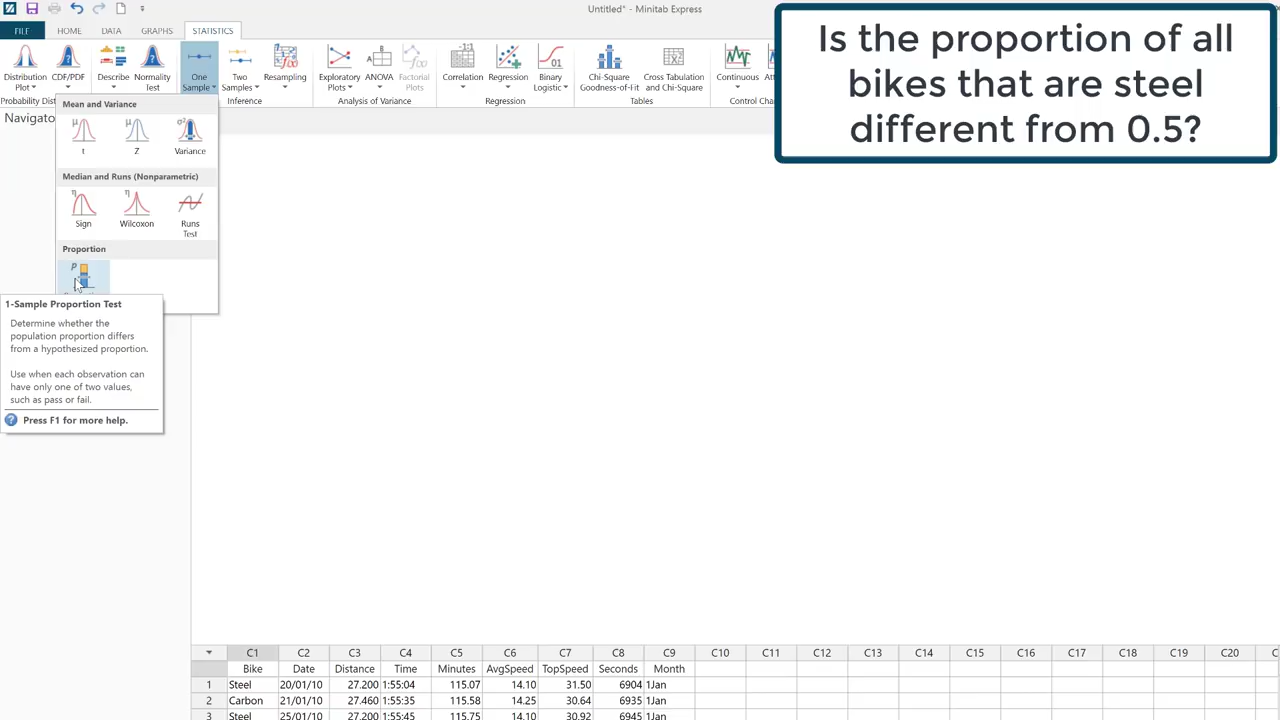 Untitled* - Minitab Express
FILE
HOME
DATA
GRAPHS
STATISTICS
Is the proportion of all
bikes that are steel
different from 0.5?
Distribution
Plot
CDF/PDF
Describe
Normality
Test
One
Sample
Two
Samples
Resampling
Exploratory
Plots
ANOVA
Factorial
Plots
Correlation
Regression
Binary
Logistic
Chi-Square
Goodness-of-Fit
Cross Tabulation
and Chi-Square
Continuous
Probability Dis
Inference
Analysis of Variance
Regression
Tables
Control Cha
Navigato
Mean and Variance
μ
μ
σ²
t
Z
Variance
Median and Runs (Nonparametric)
η
η
Sign
Wilcoxon
Runs
Test
Proportion
p
1-Sample Proportion Test
Determine whether the
population proportion differs
from a hypothesized proportion.
Use when each observation can
have only one of two values,
such as pass or fail.
Press F1 for more help.
C1 C2 C3 C4 C5 C6 C7 C8 C9 C10 C11 C12 C13 C14 C15 C16 C17 C18 C19 C20 C
Bike Date Distance Time Minutes AvgSpeed TopSpeed Seconds Month
1 Steel 20/01/10 27.200 1:55:04 115.07 14.10 31.50 6904 1Jan
2 Carbon 21/01/10 27.460 1:55:35 115.58 14.25 30.64 6935 1Jan
3 Steel 25/01/10 27.200 1:55:45 115.75 14.10 30.92 6945 1Jan